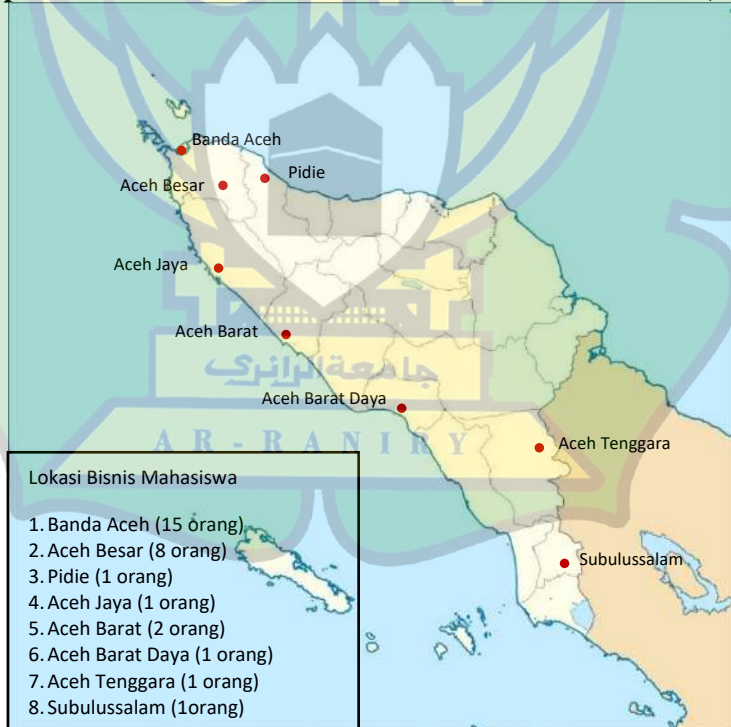 Banda Aceh
Pidie
Aceh Besar
Aceh Jaya
Aceh Barat
جامعةالرانري
Aceh Barat Daya
AR-RANIRY
Aceh Tenggara
Lokasi Bisnis Mahasiswa
1. Banda Aceh (15 orang)
2. Aceh Besar (8 orang)
3. Pidie (1 orang)
4. Aceh Jaya (1 orang)
5. Aceh Barat (2 orang)
6. Aceh Barat Daya (1 orang)
7. Aceh Tenggara (1 orang)
8. Subulussalam (1orang)
Subulussalam